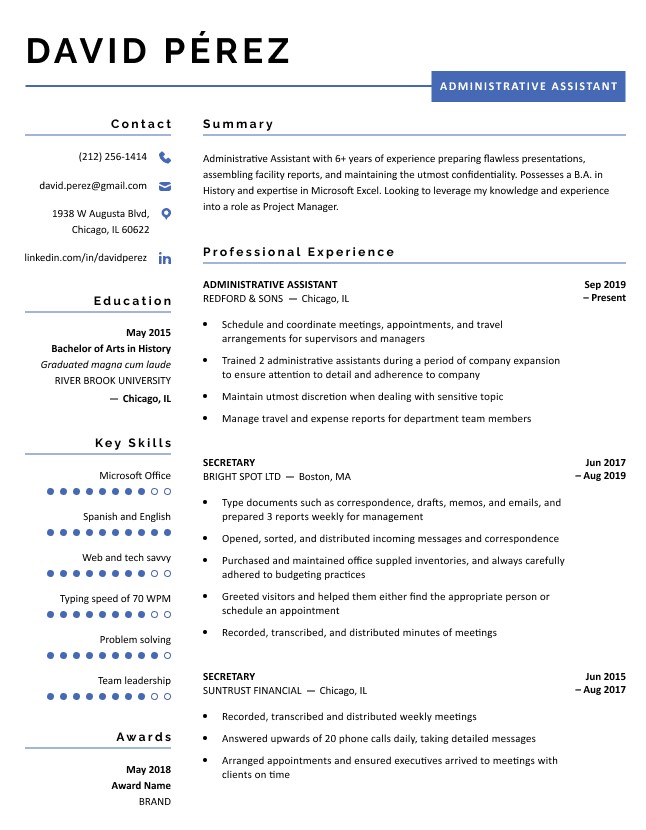 DAVID PÉREZ
ADMINISTRATIVE ASSISTANT
Contact
(212) 256-1414
david.perez@gmail.com
1938 W Augusta Blvd,
Chicago, IL 60622
linkedin.com/in/davidperez
in
Education
May 2015
Bachelor of Arts in History
Graduated magna cum laude
RIVER BROOK UNIVERSITY
— Chicago, IL
Key Skills
Microsoft Office
Spanish and English
Web and tech savvy
Typing speed of 70 WPM
Problem solving
Team leadership
Awards
May 2018
Award Name
BRAND
Summary
Administrative Assistant with 6+ years of experience preparing flawless presentations,
assembling facility reports, and maintaining the utmost confidentiality. Possesses a B.A. in
History and expertise in Microsoft Excel. Looking to leverage my knowledge and experience
into a role as Project Manager.
Professional Experience
ADMINISTRATIVE ASSISTANT Sep 2019
REDFORD & SONS — Chicago, IL – Present
• Schedule and coordinate meetings, appointments, and travel
arrangements for supervisors and managers
• Trained 2 administrative assistants during a period of company expansion
to ensure attention to detail and adherence to company
• Maintain utmost discretion when dealing with sensitive topic
• Manage travel and expense reports for department team members
SECRETARY Jun 2017
BRIGHT SPOT LTD — Boston, MA – Aug 2019
• Type documents such as correspondence, drafts, memos, and emails, and
prepared 3 reports weekly for management
• Opened, sorted, and distributed incoming messages and correspondence
• Purchased and maintained office suppled inventories, and always carefully
adhered to budgeting practices
• Greeted visitors and helped them either find the appropriate person or
schedule an appointment
• Recorded, transcribed, and distributed minutes of meetings
SECRETARY Jun 2015
SUNTRUST FINANCIAL — Chicago, IL – Aug 2017
• Recorded, transcribed and distributed weekly meetings
• Answered upwards of 20 phone calls daily, taking detailed messages
• Arranged appointments and ensured executives arrived to meetings with
clients on time